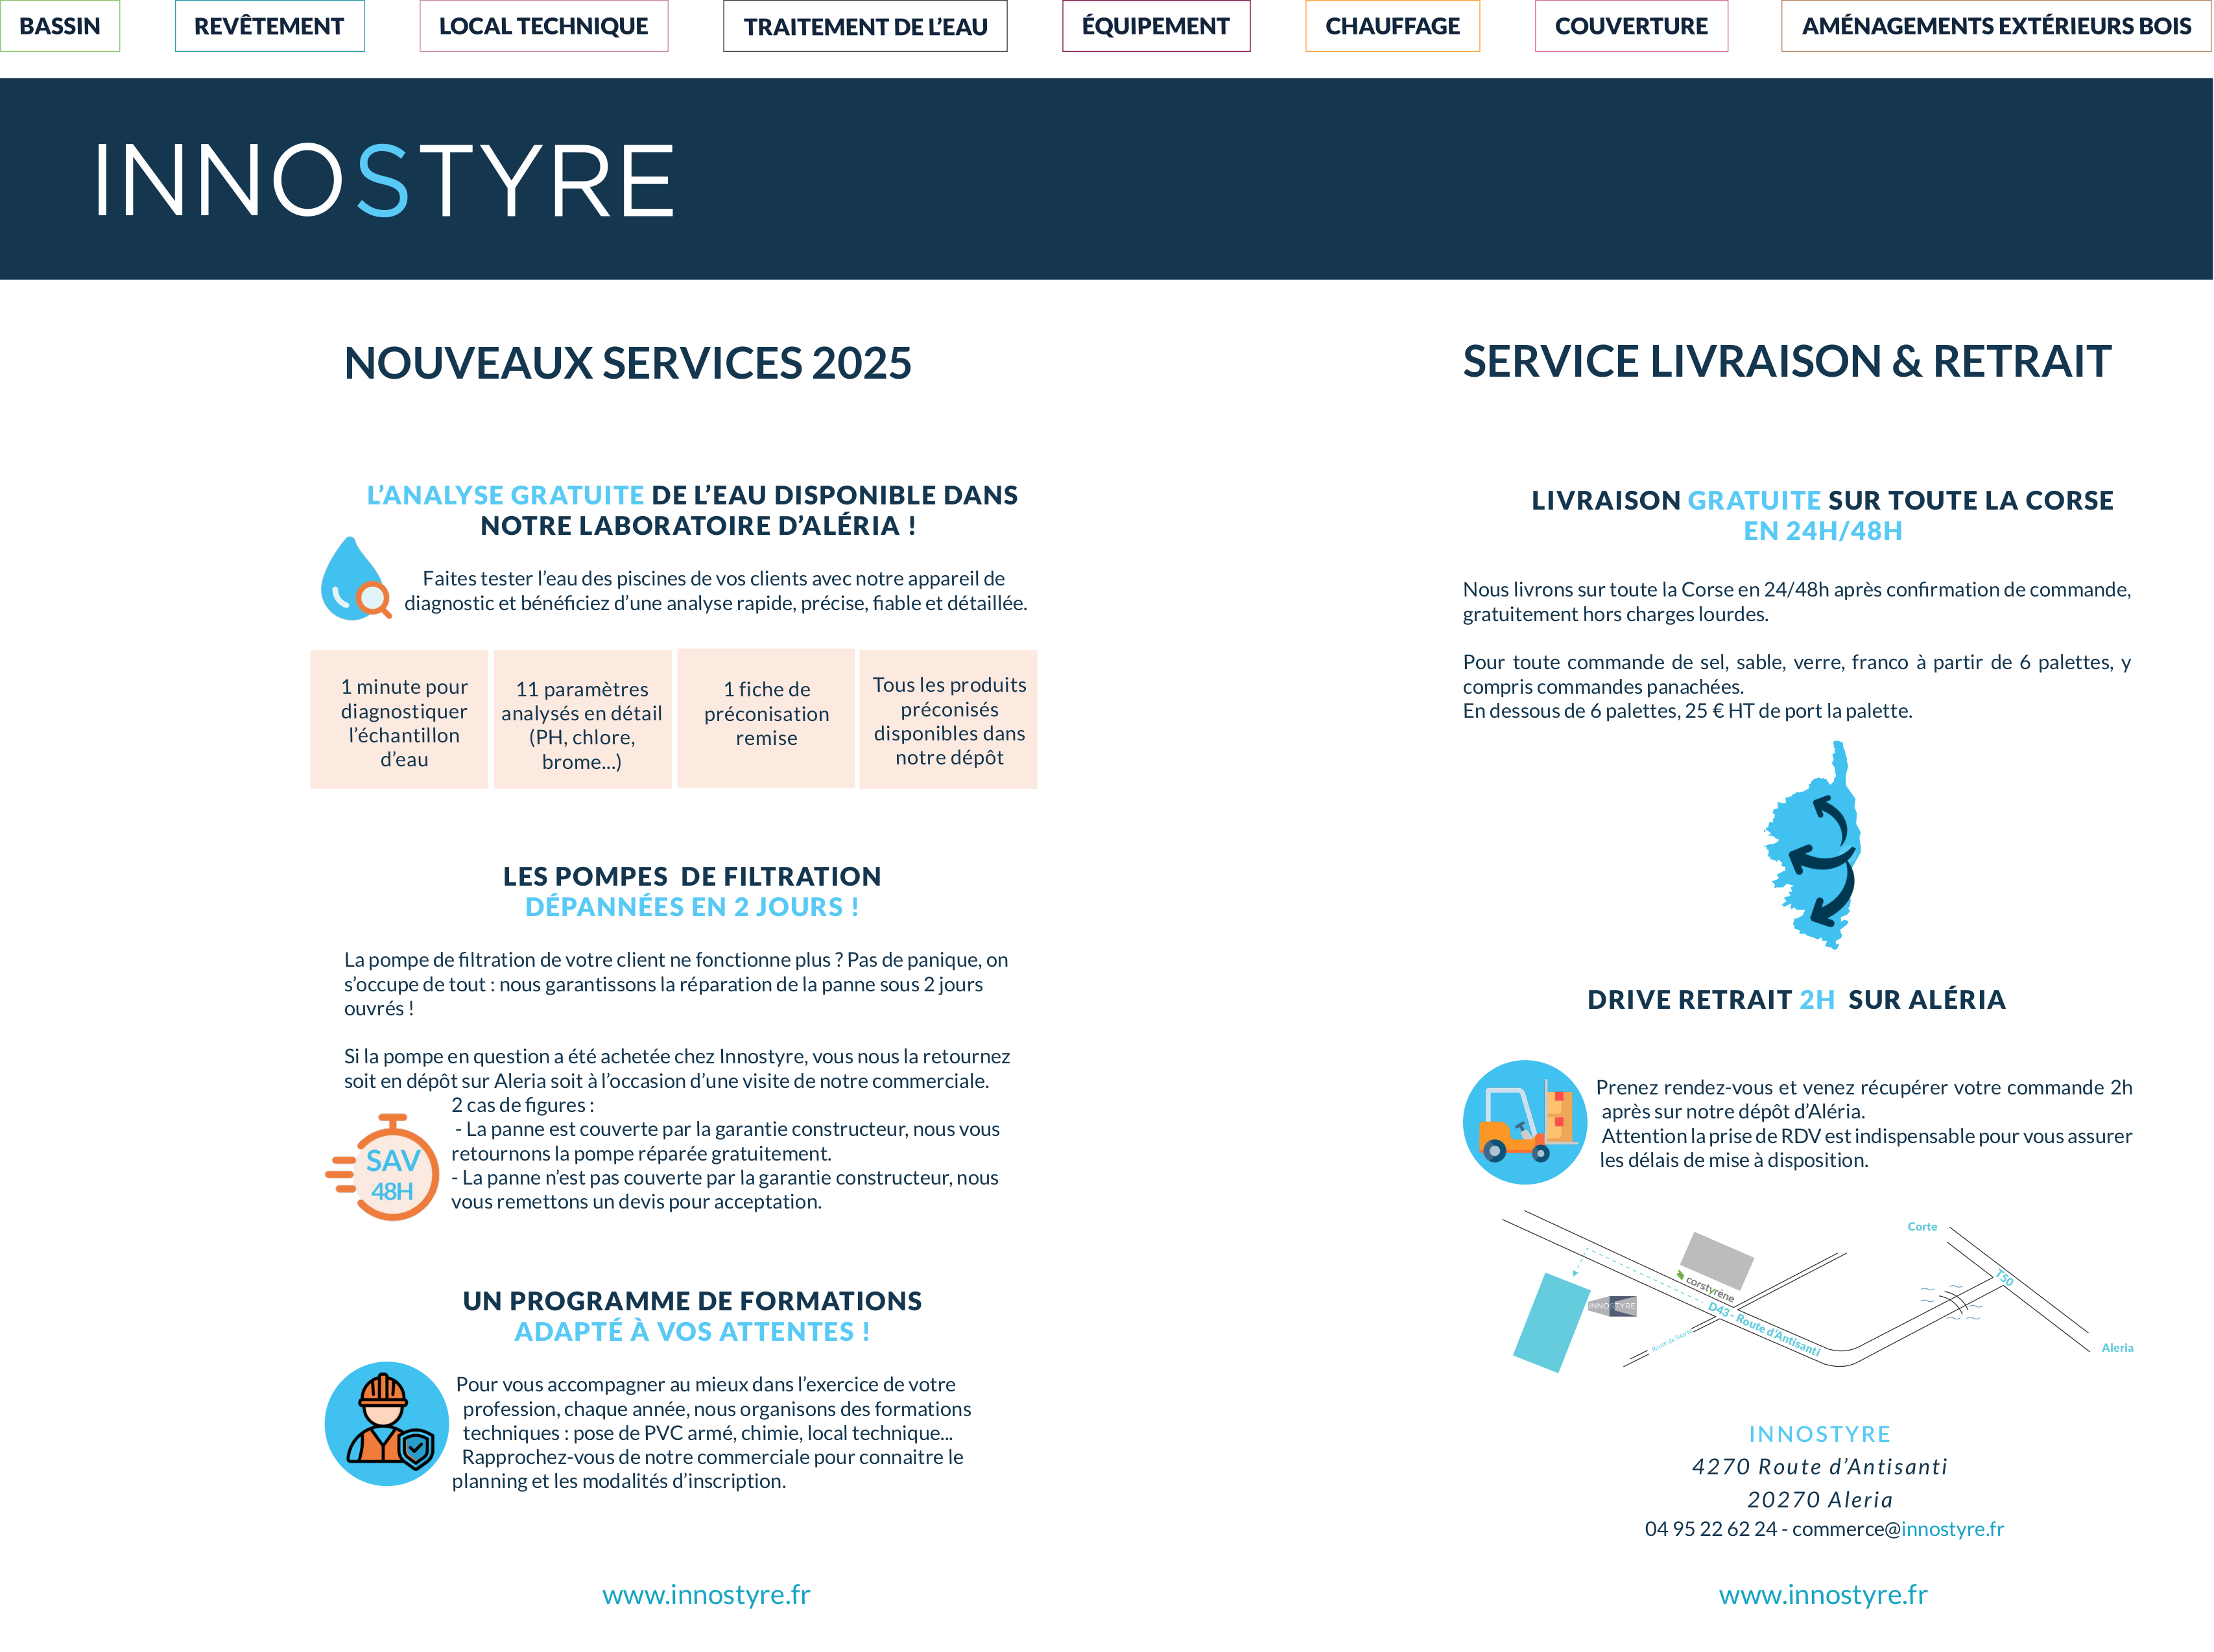 BASSIN
REVÊTEMENT
LOCAL TECHNIQUE
TRAITEMENT DE L'EAU
ÉQUIPEMENT
CHAUFFAGE
COUVERTURE
AMÉNAGEMENTS EXTÉRIEURS BOIS
INNOSTYRE
NOUVEAUX SERVICES 2025
L'ANALYSE GRATUITE DE L'EAU DISPONIBLE DANS
NOTRE LABORATOIRE D'ALÉRIA !
Faites tester l'eau des piscines de vos clients avec notre appareil de
diagnostic et bénéficiez d'une analyse rapide, précise, fiable et détaillée.
1 minute pour
diagnostiquer
l'échantillon
d'eau
11 paramètres
analysés en détail
(PH, chlore,
brome...)
1 fiche de
préconisation
remise
Tous les produits
préconisés
disponibles dans
notre dépôt
LES POMPES DE FILTRATION
DÉPANNÉES EN 2 JOURS !
La pompe de filtration de votre client ne fonctionne plus ? Pas de panique, on
s'occupe de tout : nous garantissons la réparation de la panne sous 2 jours
ouvrés !
Si la pompe en question a été achetée chez Innostyre, vous nous la retournez
soit en dépôt sur Aleria soit à l'occasion d'une visite de notre commerciale.
2 cas de figures :
- La panne est couverte par la garantie constructeur, nous vous
retournons la pompe réparée gratuitement.
- La panne n'est pas couverte par la garantie constructeur, nous
vous remettons un devis pour acceptation.
SAV
48H
UN PROGRAMME DE FORMATIONS
ADAPTÉ À VOS ATTENTES !
Pour vous accompagner au mieux dans l'exercice de votre
profession, chaque année, nous organisons des formations
techniques : pose de PVC armé, chimie, local technique...
Rapprochez-vous de notre commerciale pour connaitre le
planning et les modalités d'inscription.
www.innostyre.fr
SERVICE LIVRAISON & RETRAIT
LIVRAISON GRATUITE SUR TOUTE LA CORSE
EN 24H/48H
Nous livrons sur toute la Corse en 24/48h après confirmation de commande,
gratuitement hors charges lourdes.
Pour toute commande de sel, sable, verre, franco à partir de 6 palettes, y
compris commandes panachées.
En dessous de 6 palettes, 25 € HT de port la palette.
DRIVE RETRAIT 2H SUR ALÉRIA
Prenez rendez-vous et venez récupérer votre commande 2h
après sur notre dépôt d'Aléria.
Attention la prise de RDV est indispensable pour vous assurer
les délais de mise à disposition.
Corte
T50
corstyrène
INNOSTYRE
D43 - Route d'Antisanti
Route de
Aleria
INNOSTYRE
4270 Route d'Antisanti
20270 Aleria
04 95 22 62 24 - commerce@innostyre.fr
www.innostyre.fr